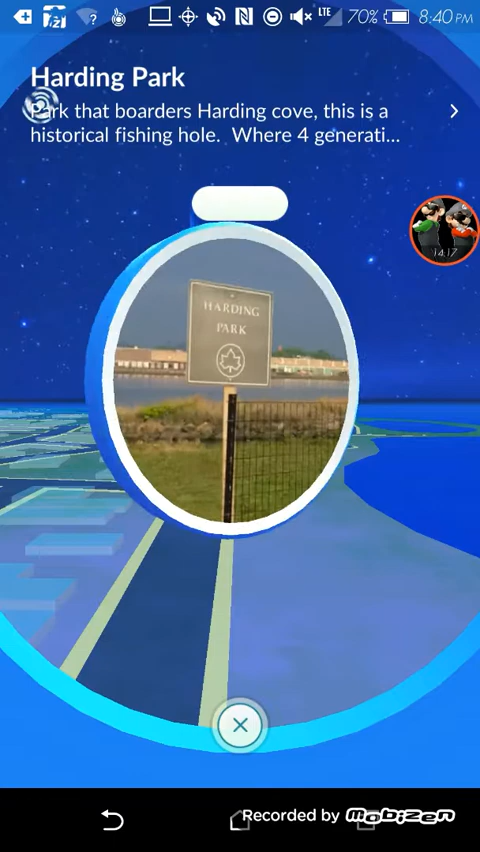 LTE 70% 8:40 PM
Harding Park
Park that boarders Harding cove, this is a
historical fishing hole. Where 4 generati...
14:17
HARDING
PARK
Recorded by Mobizen